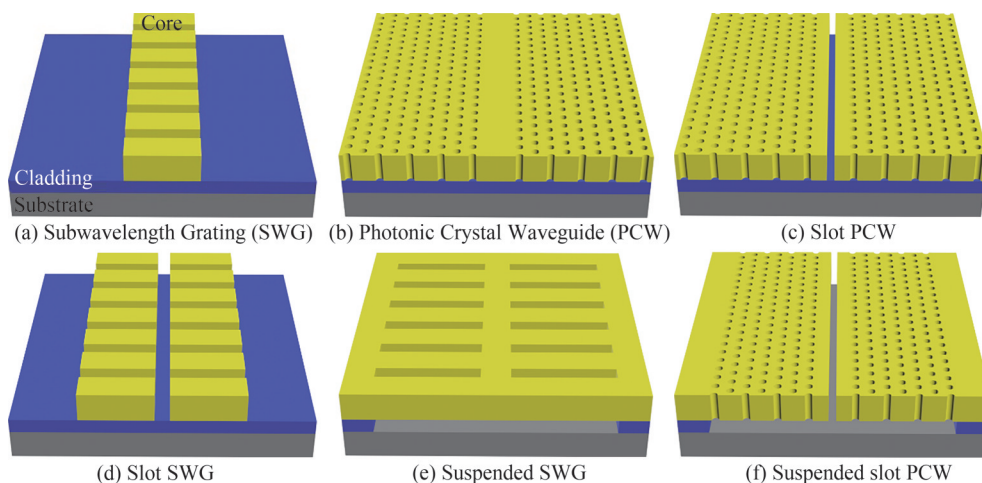 Core
Cladding
Substrate
(a) Subwavelength Grating (SWG)
(b) Photonic Crystal Waveguide (PCW)
(c) Slot PCW
(d) Slot SWG
(e) Suspended SWG
(f) Suspended slot PCW